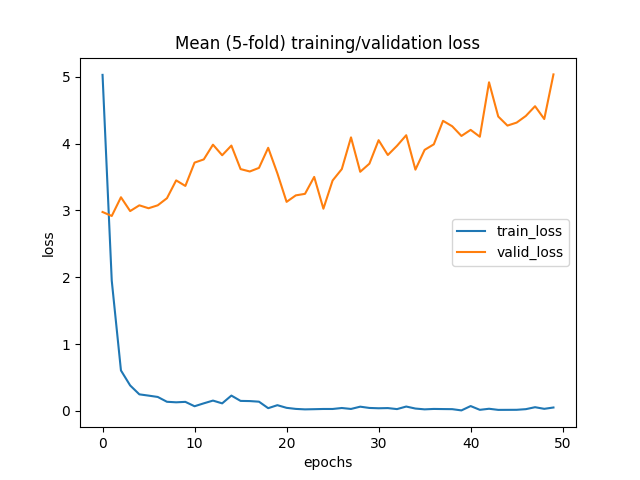 Mean (5-fold) training/validation loss
5
4
3
2
1
0
loss
train_loss
valid_loss
0 10 20 30 40 50
epochs